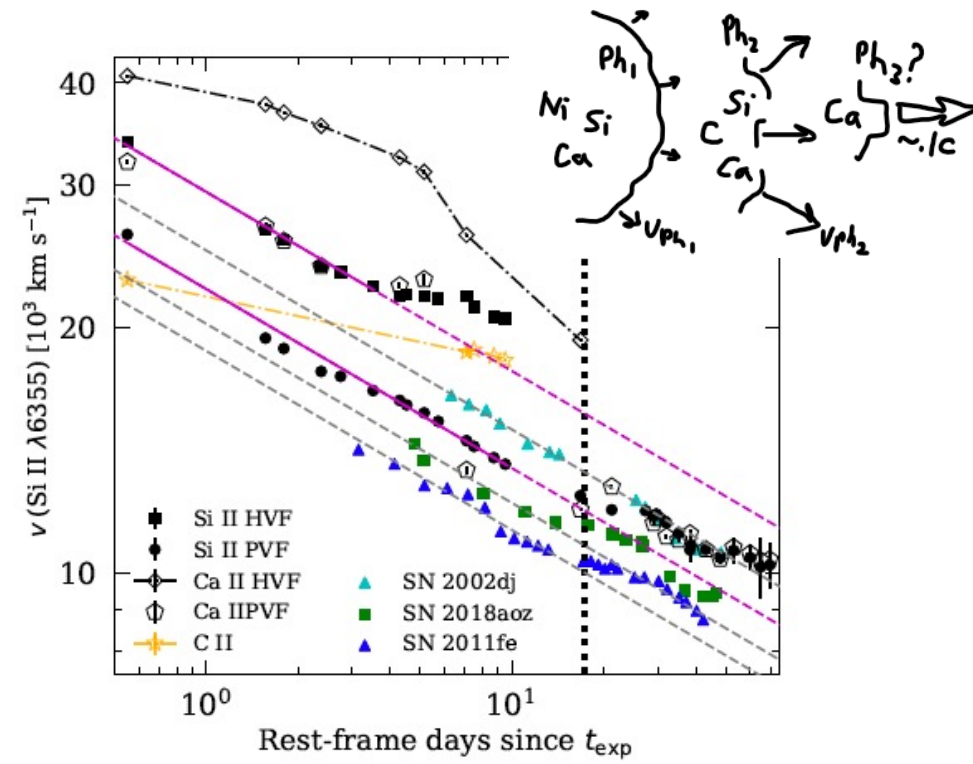 40
30
20
10
v(Si II λ6355) [10³ km s⁻¹]
10⁰
10¹
Rest-frame days since t_exp
Si II HVF
Si II PVF
Ca II HVF
Ca IIPVF
C II
SN 2002dj
SN 2018aoz
SN 2011fe
Ph₁
Ni Si
Ca
Vph₁
Ph₂
Si
C
Ca
Vph₂
Ph₃?
Ca
~.1c